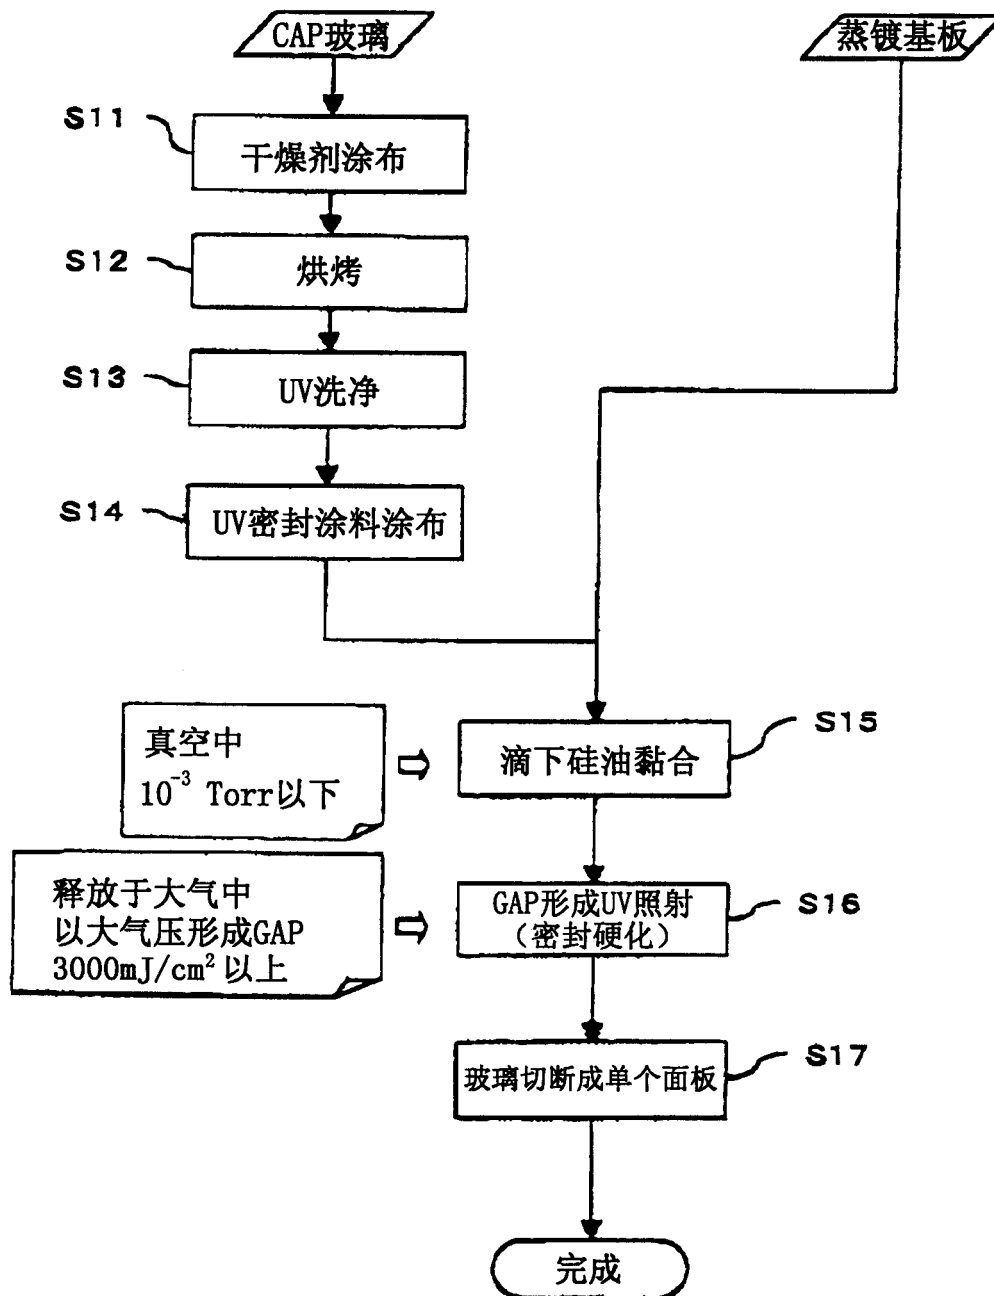 CAP玻璃
蒸镀基板
S11
干燥剂涂布
S12
烘烤
S13
UV洗净
S14
UV密封涂料涂布
真空中
10⁻³ Torr以下
S15
滴下硅油黏合
释放于大气中
以大气压形成GAP
3000mJ/cm²以上
S16
GAP形成UV照射
（密封硬化）
S17
玻璃切断成单个面板
完成